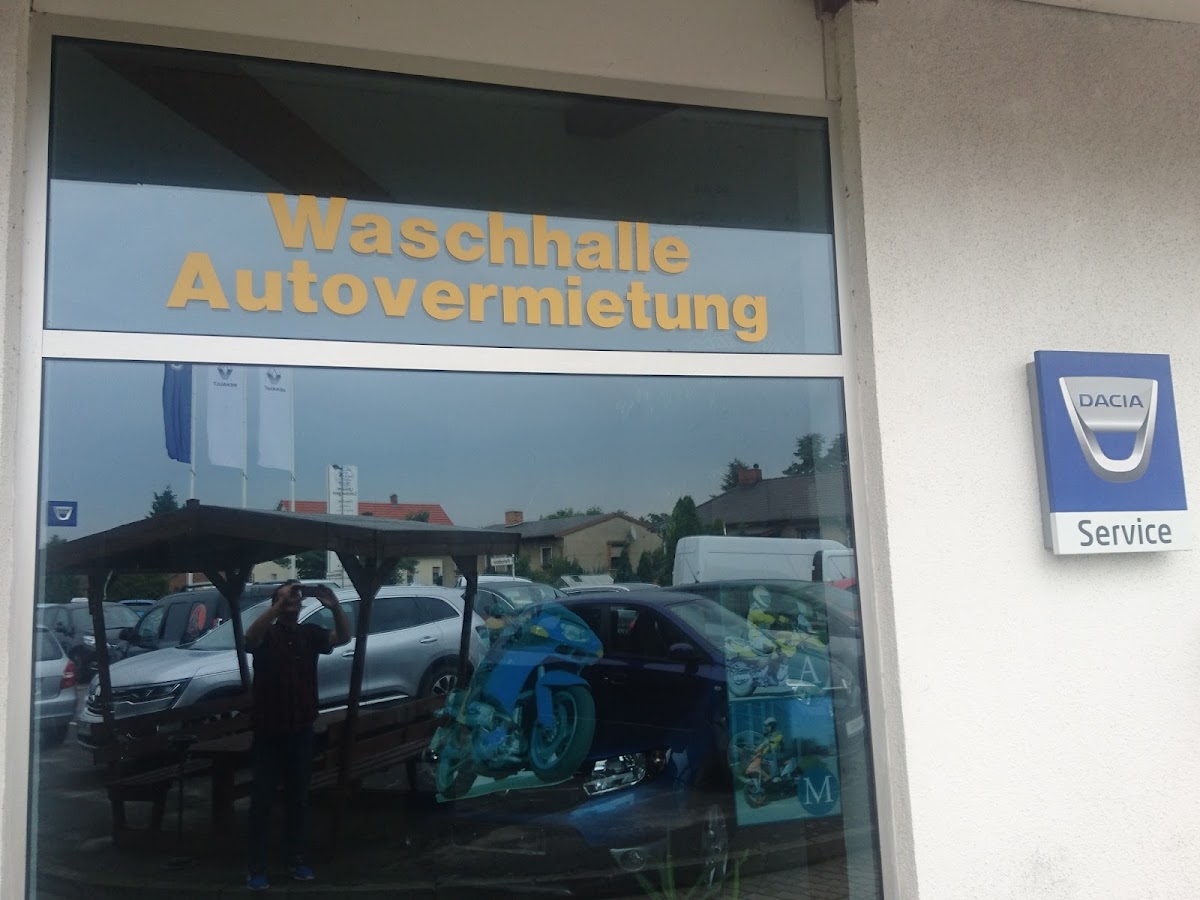 Waschhalle
Autovermietung
DACIA
Service
A
M